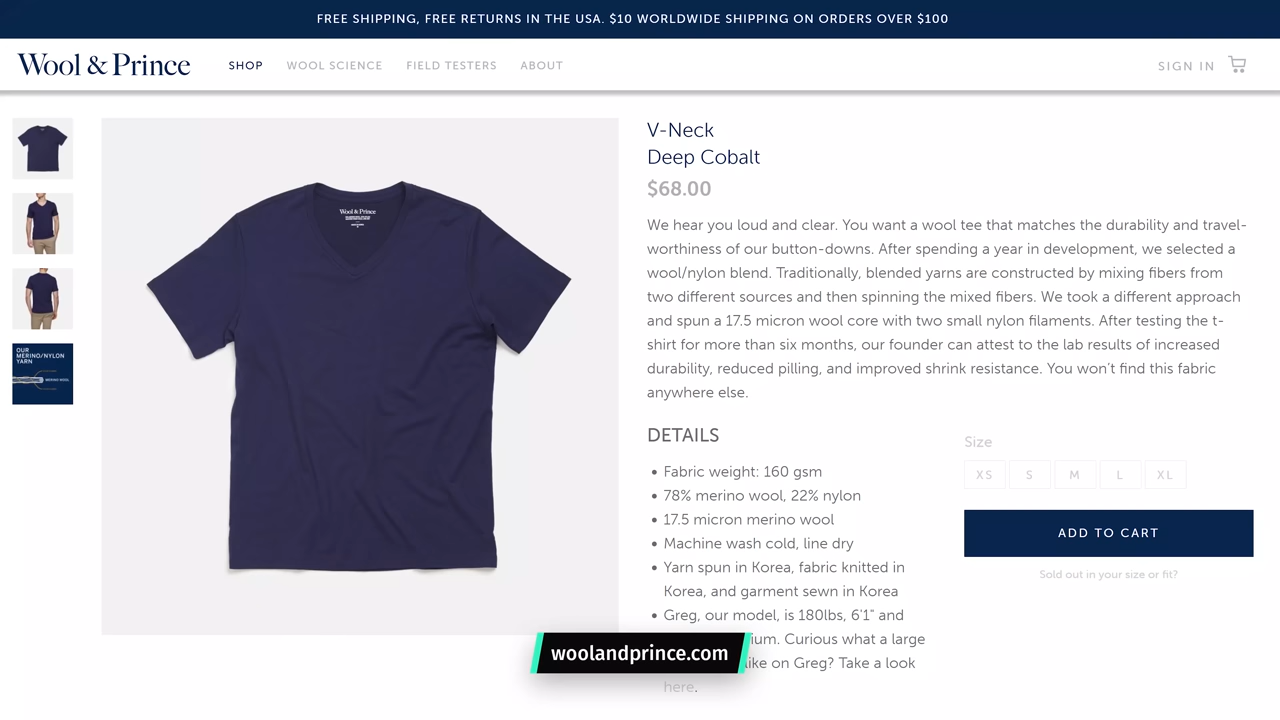 FREE SHIPPING, FREE RETURNS IN THE USA. $10 WORLDWIDE SHIPPING ON ORDERS OVER $100
Wool & Prince
SHOP
WOOL SCIENCE
FIELD TESTERS
ABOUT
SIGN IN
OUR
MERINO/NYLON
YARN
MERINO WOOL
Wool & Prince
V-Neck
Deep Cobalt
$68.00
We hear you loud and clear. You want a wool tee that matches the durability and travel-
worthiness of our button-downs. After spending a year in development, we selected a
wool/nylon blend. Traditionally, blended yarns are constructed by mixing fibers from
two different sources and then spinning the mixed fibers. We took a different approach
and spun a 17.5 micron wool core with two small nylon filaments. After testing the t-
shirt for more than six months, our founder can attest to the lab results of increased
durability, reduced pilling, and improved shrink resistance. You won't find this fabric
anywhere else.
DETAILS
• Fabric weight: 160 gsm
• 78% merino wool, 22% nylon
• 17.5 micron merino wool
• Machine wash cold, line dry
• Yarn spun in Korea, fabric knitted in
Korea, and garment sewn in Korea
• Greg, our model, is 180lbs, 6'1" and
Curious what a large
on Greg? Take a look
here.
Size
XS S M L XL
ADD TO CART
Sold out in your size or fit?
woolandprince.com